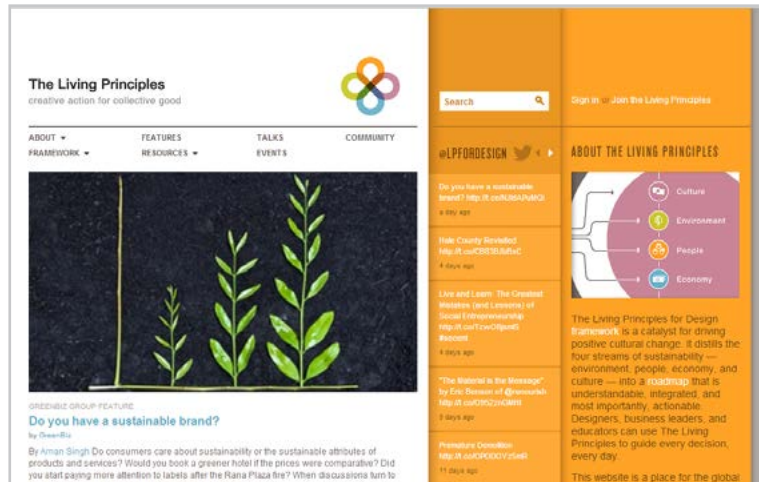 The Living Principles
creative action for collective good
ABOUT
FEATURES
TALKS
COMMUNITY
FRAMEWORK
RESOURCES
EVENTS
GREENBIZ GROUP FEATURE
Do you have a sustainable brand?
by GreenBiz
By Aman Singh Do consumers care about sustainability or the sustainable attributes of
products and services? Would you book a greener hotel if the prices were comparative? Did
you start paying more attention to labels after the Rana Plaza fire? When discussions turn to
Search
@LPFORDESIGN
Do you have a sustainable
brand?
a day ago
Hale County Revisited
4 days ago
Live and Learn: The Greatest
Mistakes (and Lessons) of
Social Entrepreneurship
4 days ago
"The Material is the Message"
by Eric Benson of @renourish
Premature Demolition
11 days ago
Sign in or Join the Living Principles
ABOUT THE LIVING PRINCIPLES
Culture
Environment
People
Economy
The Living Principles for Design
framework is a catalyst for driving
positive cultural change. It distills the
four streams of sustainability —
environment, people, economy, and
culture — into a roadmap that is
understandable, integrated, and
most importantly, actionable.
Designers, business leaders, and
educators can use The Living
Principles to guide every decision,
every day.
This website is a place for the global